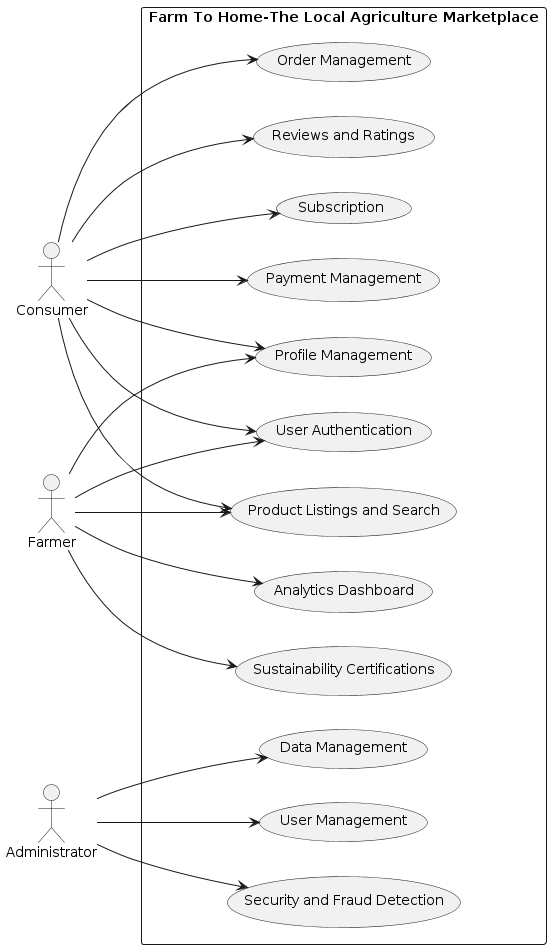 Farm To Home-The Local Agriculture Marketplace
Order Management
Reviews and Ratings
Subscription
Payment Management
Consumer
Profile Management
User Authentication
Product Listings and Search
Farmer
Analytics Dashboard
Sustainability Certifications
Data Management
User Management
Administrator
Security and Fraud Detection